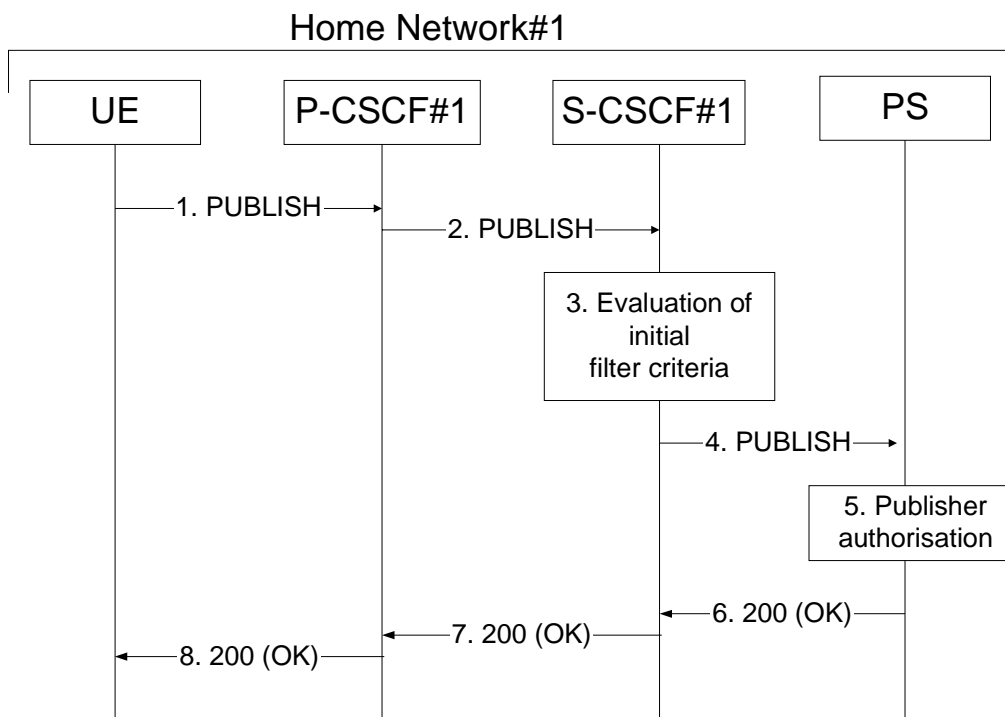 Home Network#1
UE
P-CSCF#1
S-CSCF#1
PS
1. PUBLISH
2. PUBLISH
3. Evaluation of
initial
filter criteria
4. PUBLISH
5. Publisher
authorisation
6. 200 (OK)
7. 200 (OK)
8. 200 (OK)